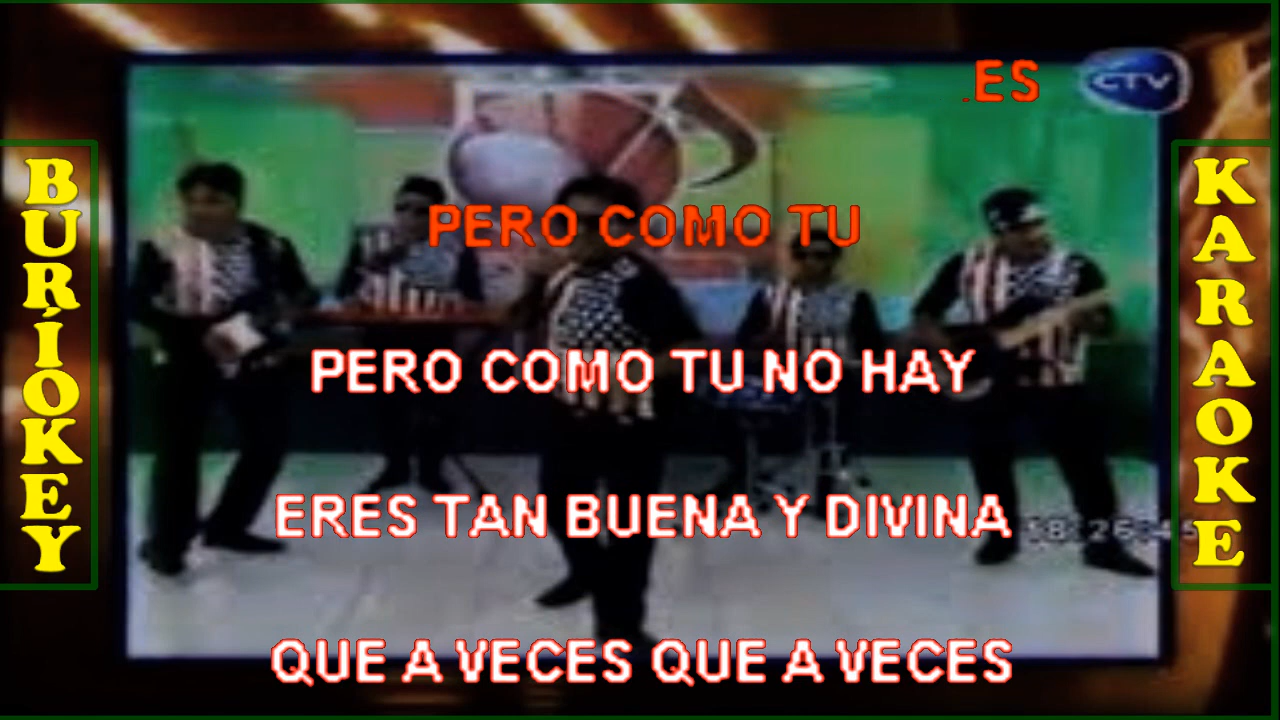 .ES
CTV
BURÍOKEY
KARAOKE
PERO COMO TU
PERO COMO TU NO HAY
ERES TAN BUENA Y DIVINA
QUE A VECES QUE A VECES